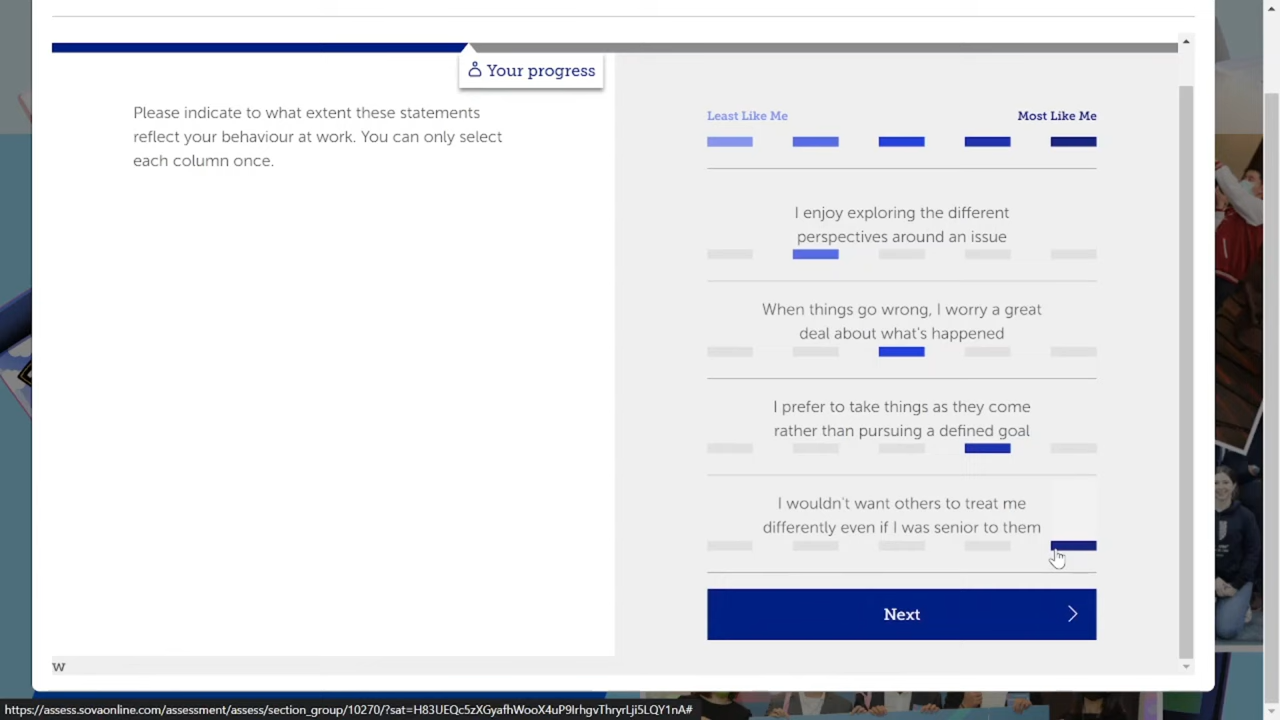 Your progress
Please indicate to what extent these statements
reflect your behaviour at work. You can only select
each column once.
Least Like Me Most Like Me
I enjoy exploring the different
perspectives around an issue
When things go wrong, I worry a great
deal about what's happened
I prefer to take things as they come
rather than pursuing a defined goal
I wouldn't want others to treat me
differently even if I was senior to them
Next
w
https://assess.sovaonline.com/assessment/assess/section_group/10270/?sat=H83UEQc5zXGyafhWooX4uP9IrhgvThryrLji5LQY1nA#